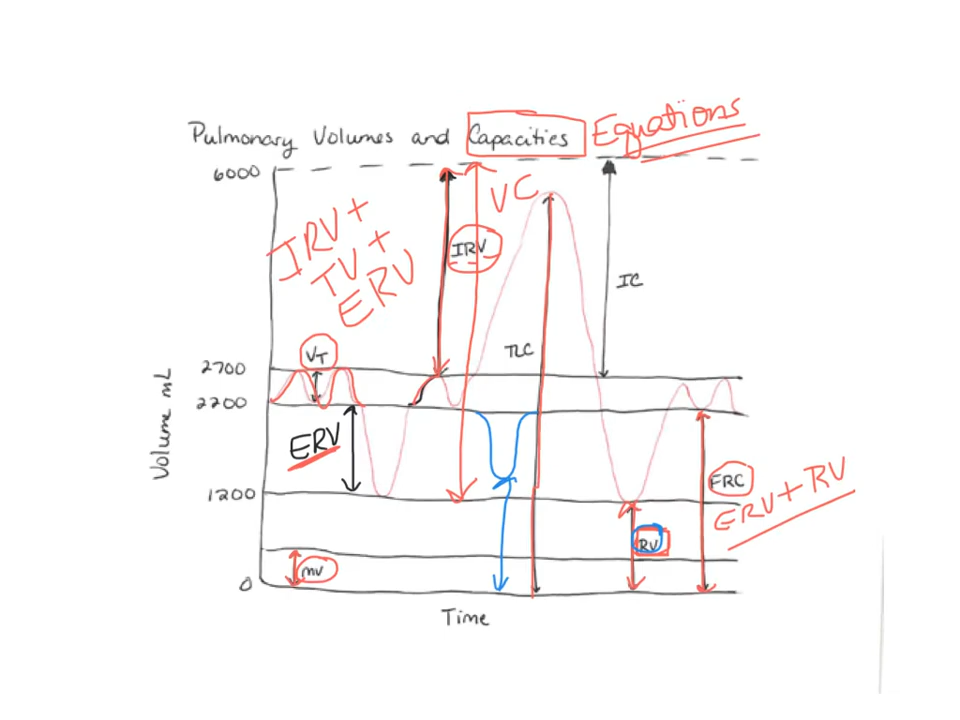 Pulmonary Volumes and Capacities Equations
6000
VC
IRV +
TV +
ERV
IRV
IC
TLC
VT
2700
2200
Volume mL
ERV
FRC
ERV + RV
1200
RV
MV
0
Time